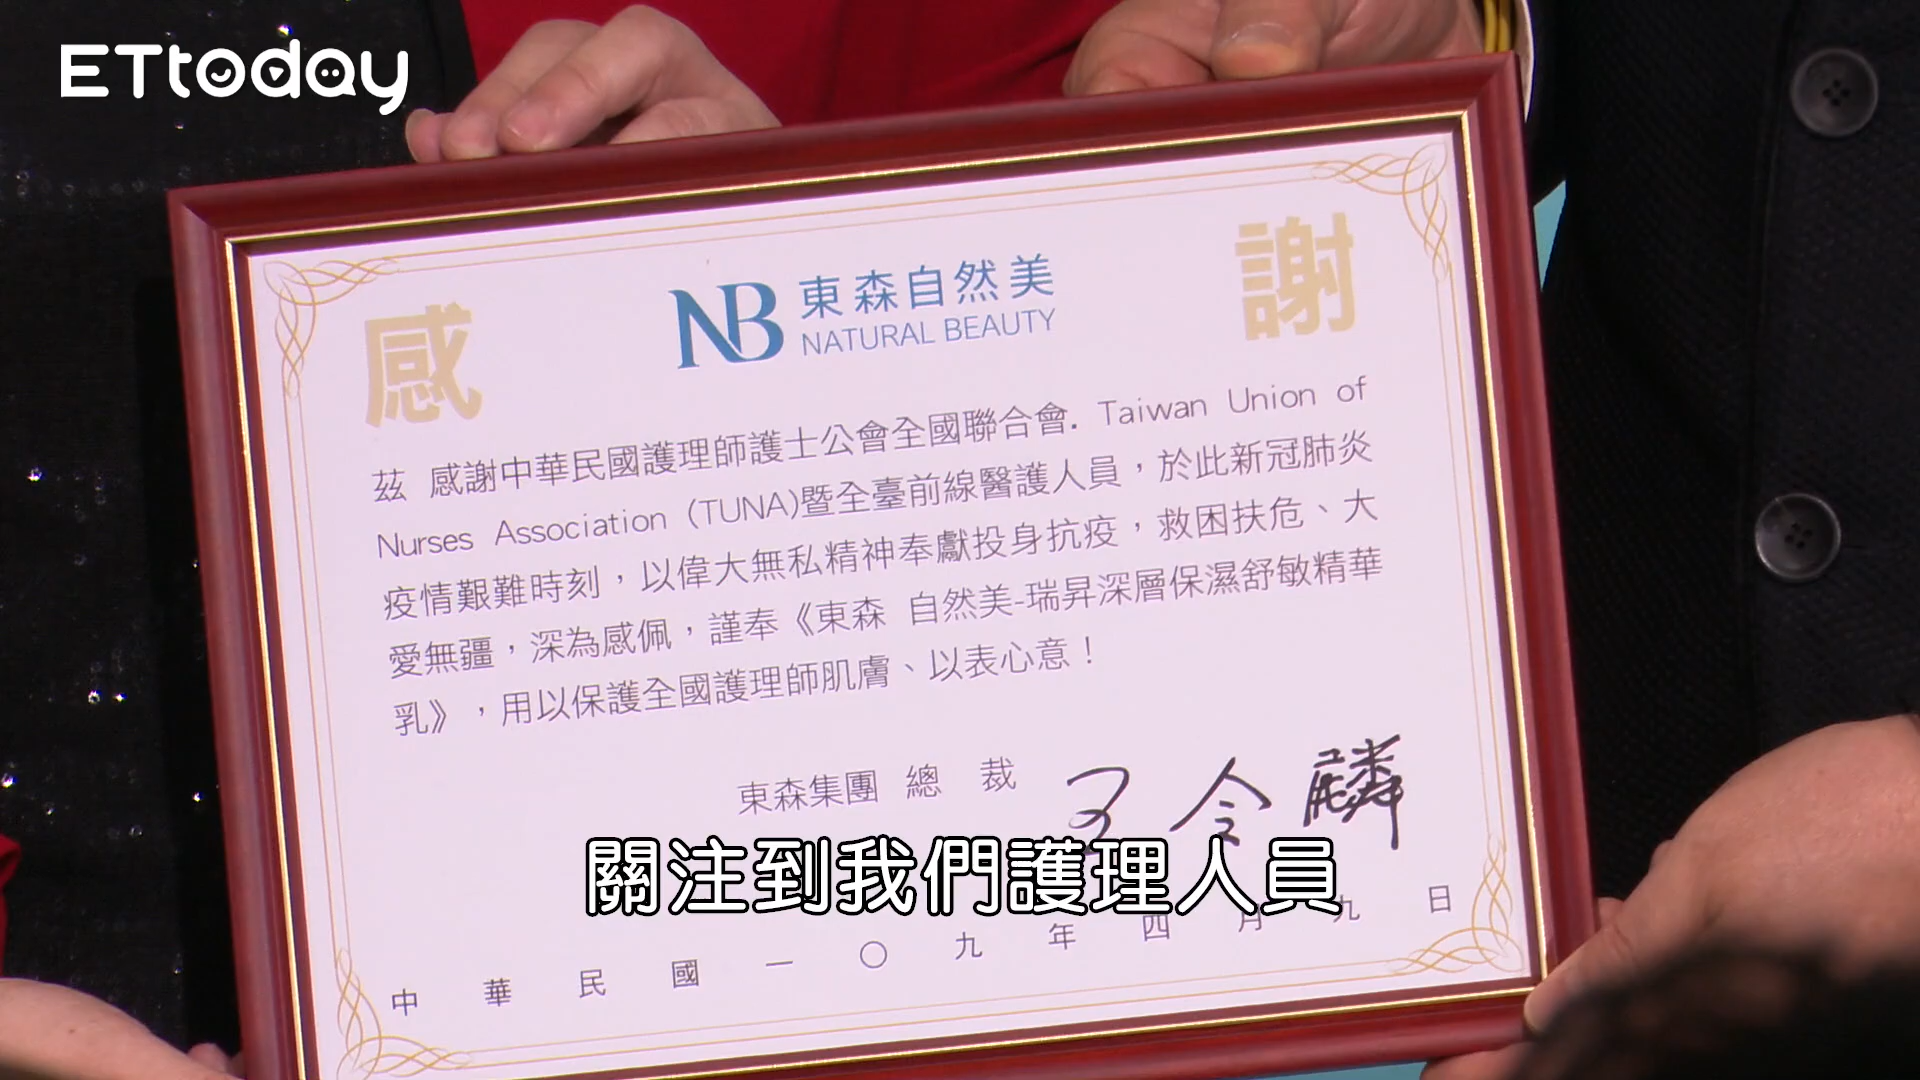 ETtoday
感
謝
NB 東森自然美
NATURAL BEAUTY
茲 感謝中華民國護理師護士公會全國聯合會. Taiwan Union of
Nurses Association (TUNA)暨全臺前線醫護人員，於此新冠肺炎
疫情艱難時刻，以偉大無私精神奉獻投身抗疫，救困扶危、大
愛無疆，深為感佩，謹奉《東森 自然美-瑞昇深層保濕舒敏精華
乳》，用以保護全國護理師肌膚、以表心意！
東森集團 總 裁 王令麟
關注到我們護理人員
中華民國一〇九年四月九日